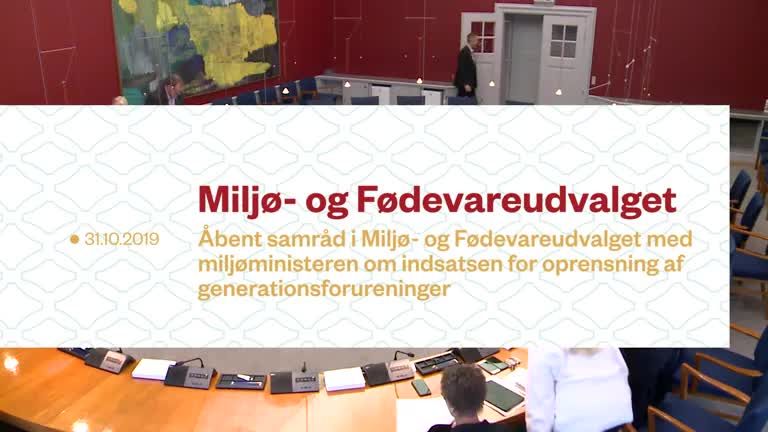 Miljø- og Fødevareudvalget
31.10.2019
Åbent samråd i Miljø- og Fødevareudvalget med
miljøministeren om indsatsen for oprensning af
generationsforureninger